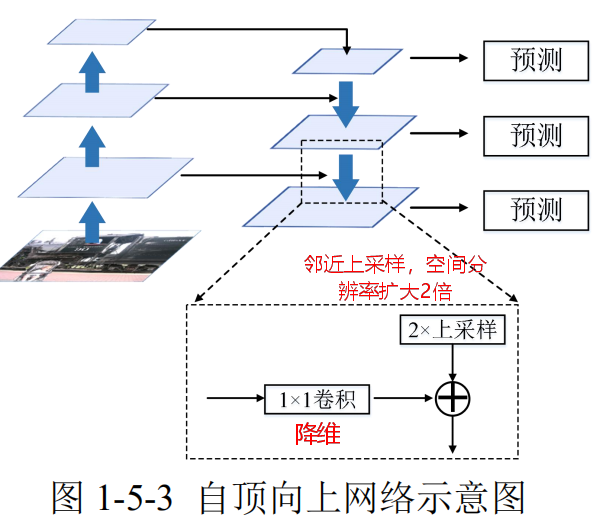 预测
预测
预测
邻近上采样，空间分
辨率扩大2倍
2×上采样
1×1卷积
降维
图 1-5-3 自顶向上网络示意图